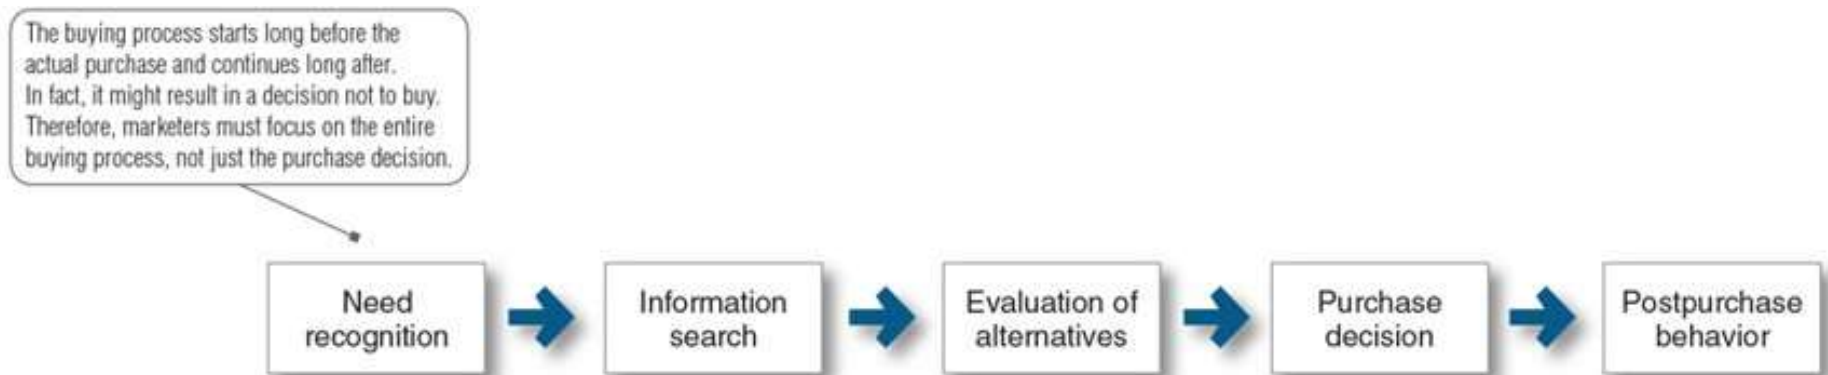 The buying process starts long before the
actual purchase and continues long after.
In fact, it might result in a decision not to buy.
Therefore, marketers must focus on the entire
buying process, not just the purchase decision.
Need
recognition
Information
search
Evaluation of
alternatives
Purchase
decision
Postpurchase
behavior